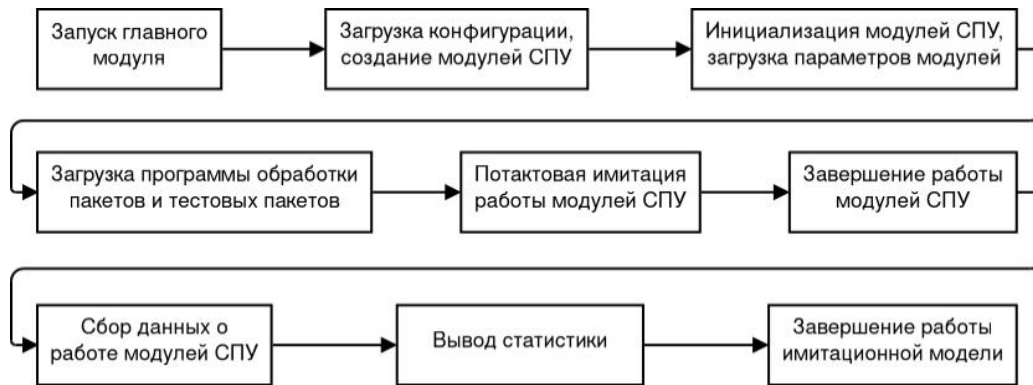 Запуск главного
модуля
Загрузка конфигурации,
создание модулей СПУ
Инициализация модулей СПУ,
загрузка параметров модулей
Загрузка программы обработки
пакетов и тестовых пакетов
Потактовая имитация
работы модулей СПУ
Завершение работы
модулей СПУ
Сбор данных о
работе модулей СПУ
Вывод статистики
Завершение работы
имитационной модели